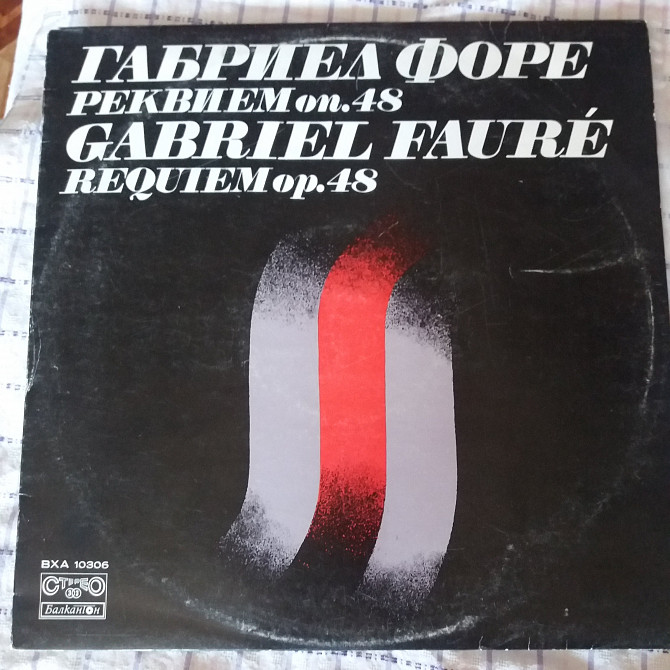 ГАБРИЕЛ ФОРЕ
РЕКВИЕМ оп. 48
GABRIEL FAURÉ
REQUIEM op. 48
ВХА 10306
СТЕРЕО
Балкантон